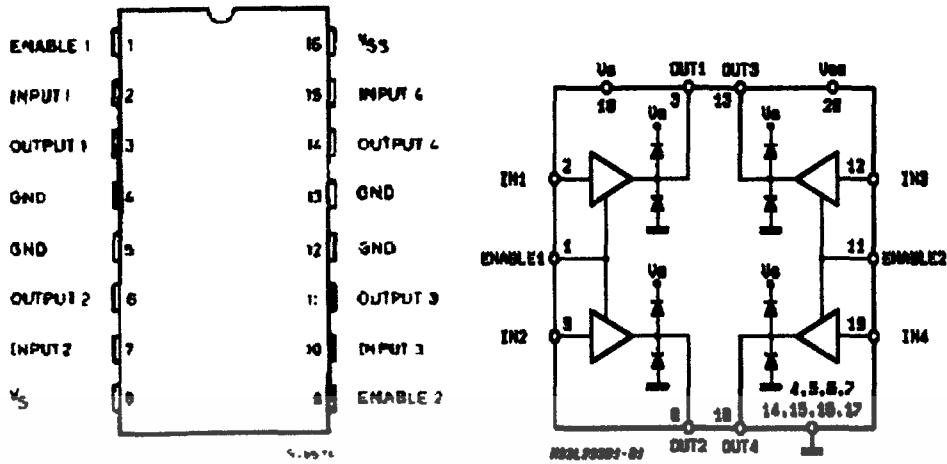 ENABLE 1 1 16 VSS
INPUT 1 2 15 INPUT 4
OUTPUT 1 3 14 OUTPUT 4
GND 4 13 GND
GND 5 12 GND
OUTPUT 2 6 11 OUTPUT 3
INPUT 2 7 10 INPUT 3
VS ENABLE 2
Vs OUT1 OUT3 Vss
10 3 13 20
Vs Vs
IN1 2 12 IN3
ENABLE1 1 11 ENABLE2
Vs Vs
IN2 9 19 IN4
4,5,6,7
8 18 14,15,16,17
OUT2 OUT4